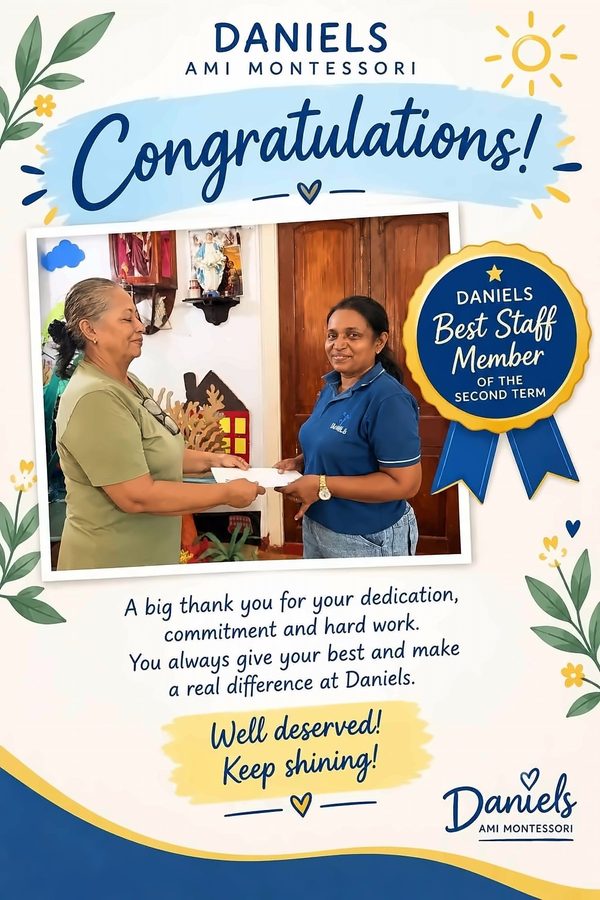 DANIELS
AMI MONTESSORI
Congratulations!
DANIELS
Best Staff
Member
OF THE
SECOND TERM
DANIELS
A big thank you for your dedication,
commitment and hard work.
You always give your best and make
a real difference at Daniels.
Well deserved!
Keep shining!
Daniels
AMI MONTESSORI